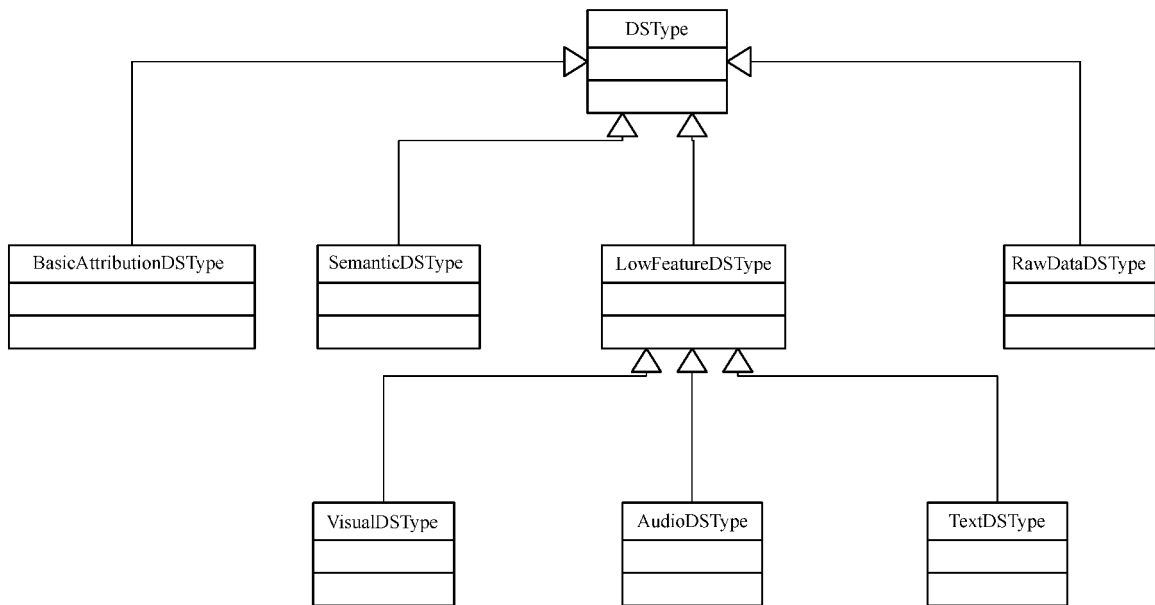 DSType
BasicAttributionDSType
SemanticDSType
LowFeatureDSType
RawDataDSType
VisualDSType
AudioDSType
TextDSType